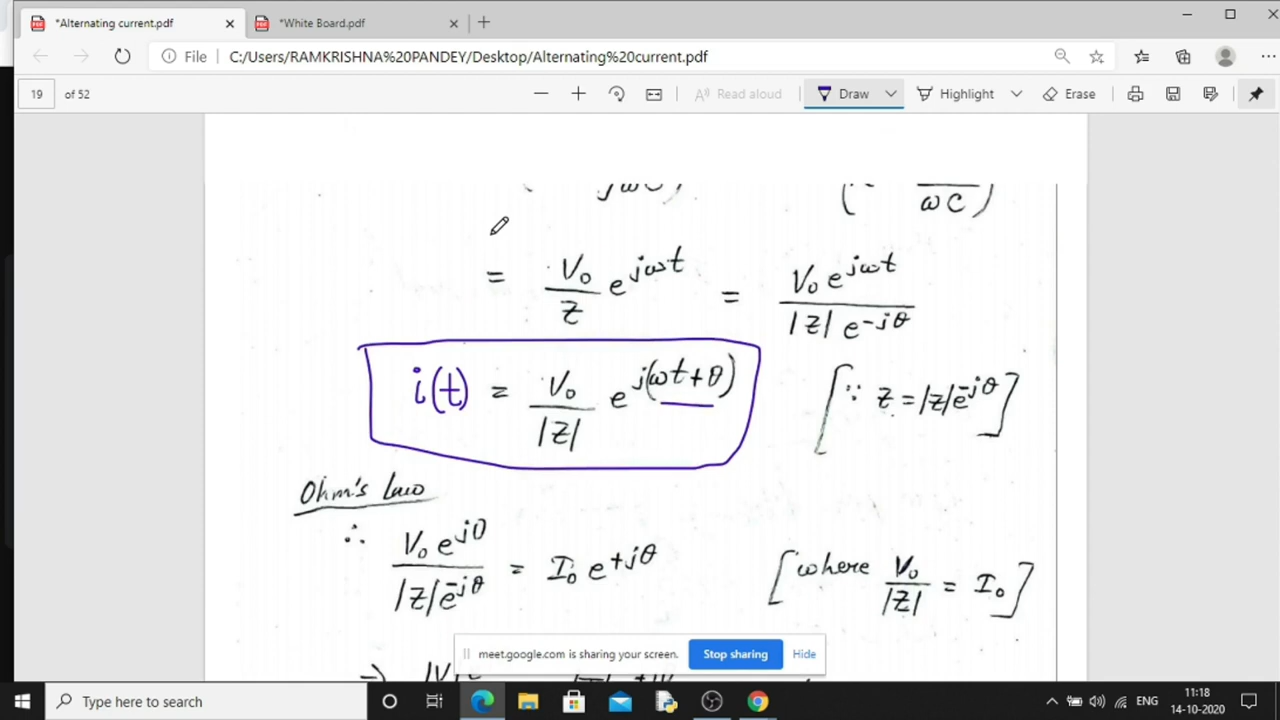 *Alternating current.pdf
*White Board.pdf
File C:/Users/RAMKRISHNA%20PANDEY/Desktop/Alternating%20current.pdf
19 of 52 Read aloud Draw Highlight Erase
jωC) ( ωC )
= V₀/Z e^{jωt} = V₀ e^{jωt} / |Z| e^{-jθ}
i(t) = V₀/|Z| e^{j(ωt+θ)} [∵ Z = |Z|e^{-jθ}]
Ohm's Law
∴ V₀ e^{j0} / |Z| e^{-jθ} = I₀ e^{+jθ} [where V₀/|Z| = I₀]
meet.google.com is sharing your screen. Stop sharing Hide
Type here to search
ENG
11:18
14-10-2020